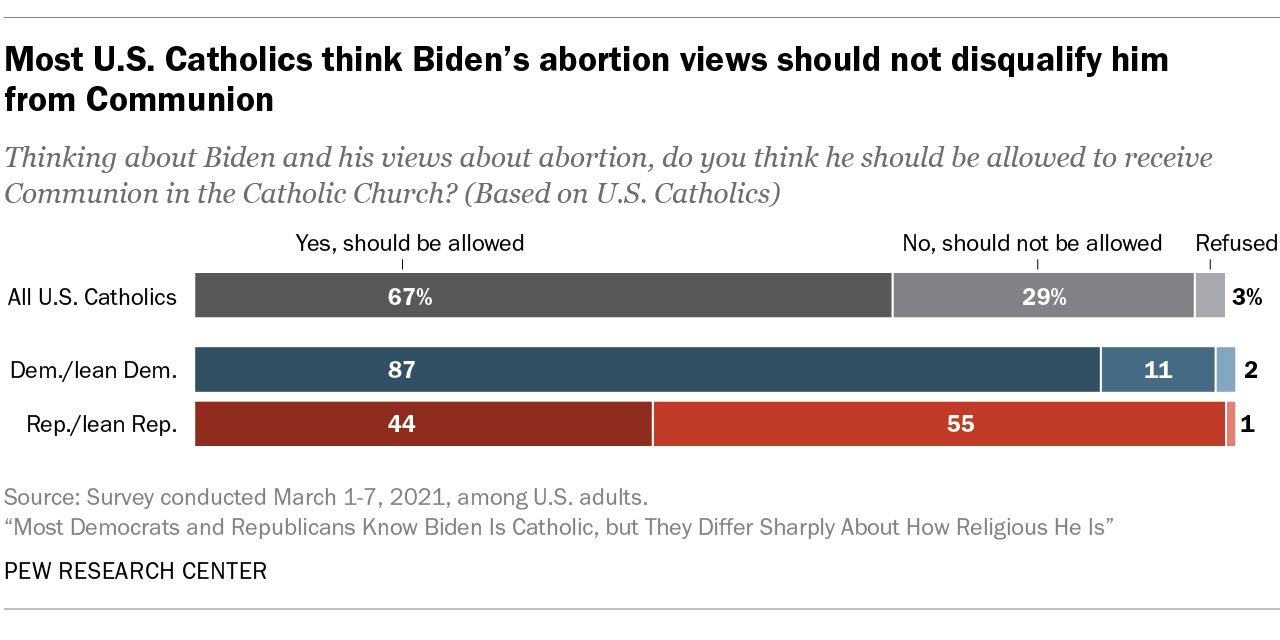 Most U.S. Catholics think Biden’s abortion views should not disqualify him
from Communion
Thinking about Biden and his views about abortion, do you think he should be allowed to receive
Communion in the Catholic Church? (Based on U.S. Catholics)
Yes, should be allowed No, should not be allowed Refused
All U.S. Catholics 67% 29% 3%
Dem./lean Dem. 87 11 2
Rep./lean Rep. 44 55 1
Source: Survey conducted March 1-7, 2021, among U.S. adults.
“Most Democrats and Republicans Know Biden Is Catholic, but They Differ Sharply About How Religious He Is”
PEW RESEARCH CENTER